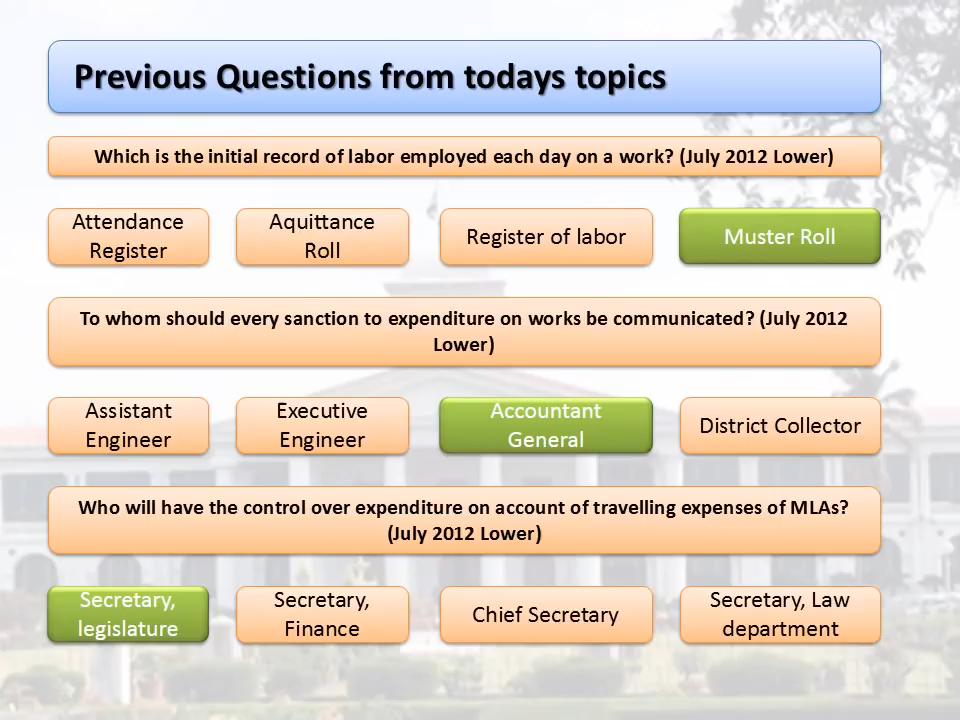 Previous Questions from todays topics
Which is the initial record of labor employed each day on a work? (July 2012 Lower)
Attendance
Register
Aquittance
Roll
Register of labor
Muster Roll
To whom should every sanction to expenditure on works be communicated? (July 2012
Lower)
Assistant
Engineer
Executive
Engineer
Accountant
General
District Collector
Who will have the control over expenditure on account of travelling expenses of MLAs?
(July 2012 Lower)
Secretary,
legislature
Secretary,
Finance
Chief Secretary
Secretary, Law
department